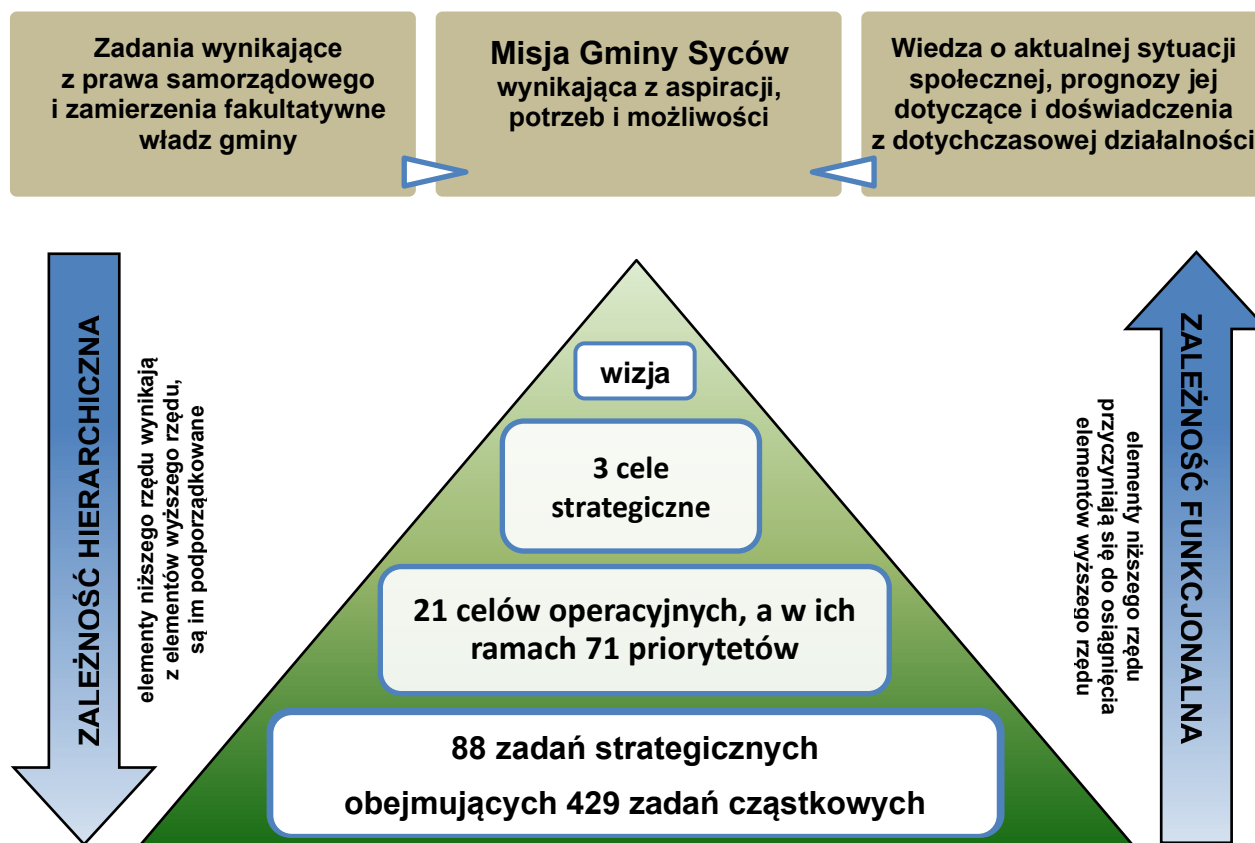 Zadania wynikające
z prawa samorządowego
i zamierzenia fakultatywne
władz gminy
Misja Gminy Syców
wynikająca z aspiracji,
potrzeb i możliwości
Wiedza o aktualnej sytuacji
społecznej, prognozy jej
dotyczące i doświadczenia
z dotychczasowej działalności
ZALEŻNOŚĆ HIERARCHICZNA
elementy niższego rzędu wynikają
z elementów wyższego rzędu,
są im podporządkowane
wizja
3 cele
strategiczne
21 celów operacyjnych, a w ich
ramach 71 priorytetów
88 zadań strategicznych
obejmujących 429 zadań cząstkowych
elementy niższego rzędu
przyczyniają się do osiągnięcia
elementów wyższego rzędu
ZALEŻNOŚĆ FUNKCJONALNA